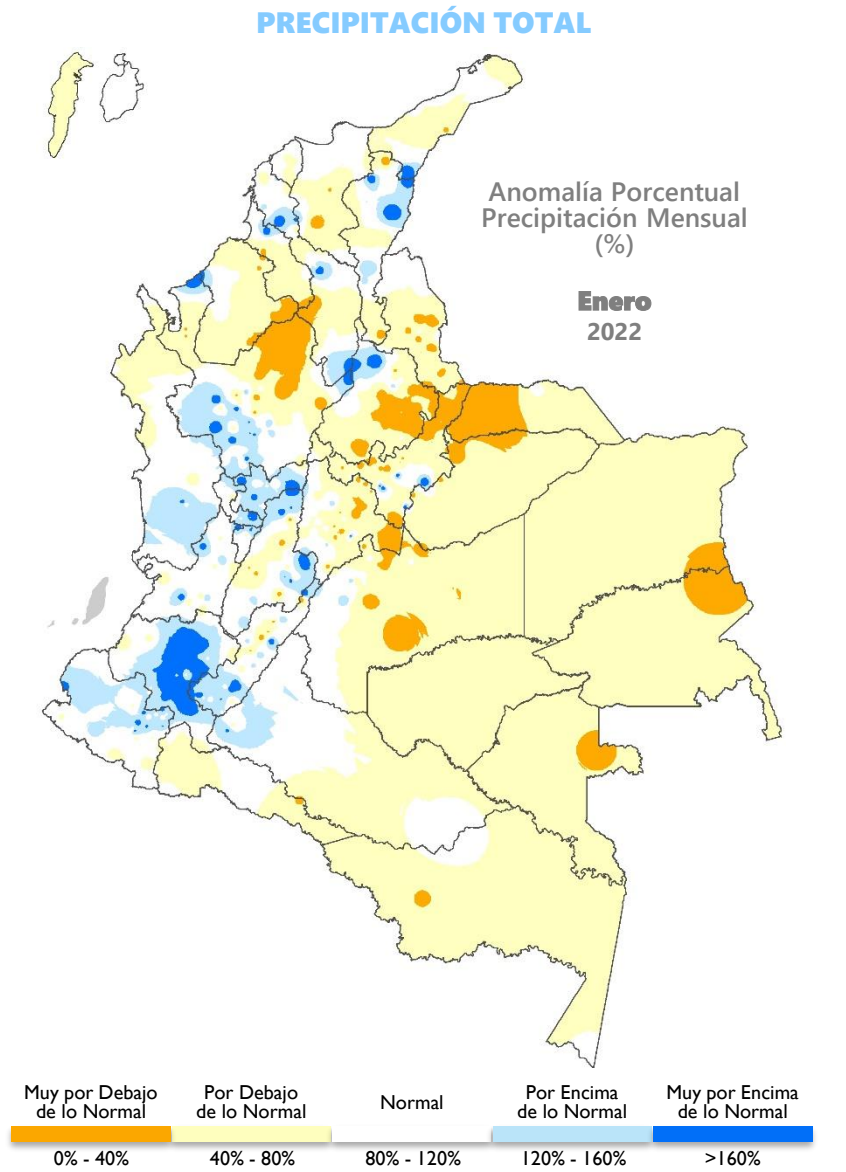 PRECIPITACIÓN TOTAL
Anomalía Porcentual
Precipitación Mensual
(%)
Enero
2022
Muy por Debajo
de lo Normal
Por Debajo
de lo Normal
Normal
Por Encima
de lo Normal
Muy por Encima
de lo Normal
0% - 40%
40% - 80%
80% - 120%
120% - 160%
>160%